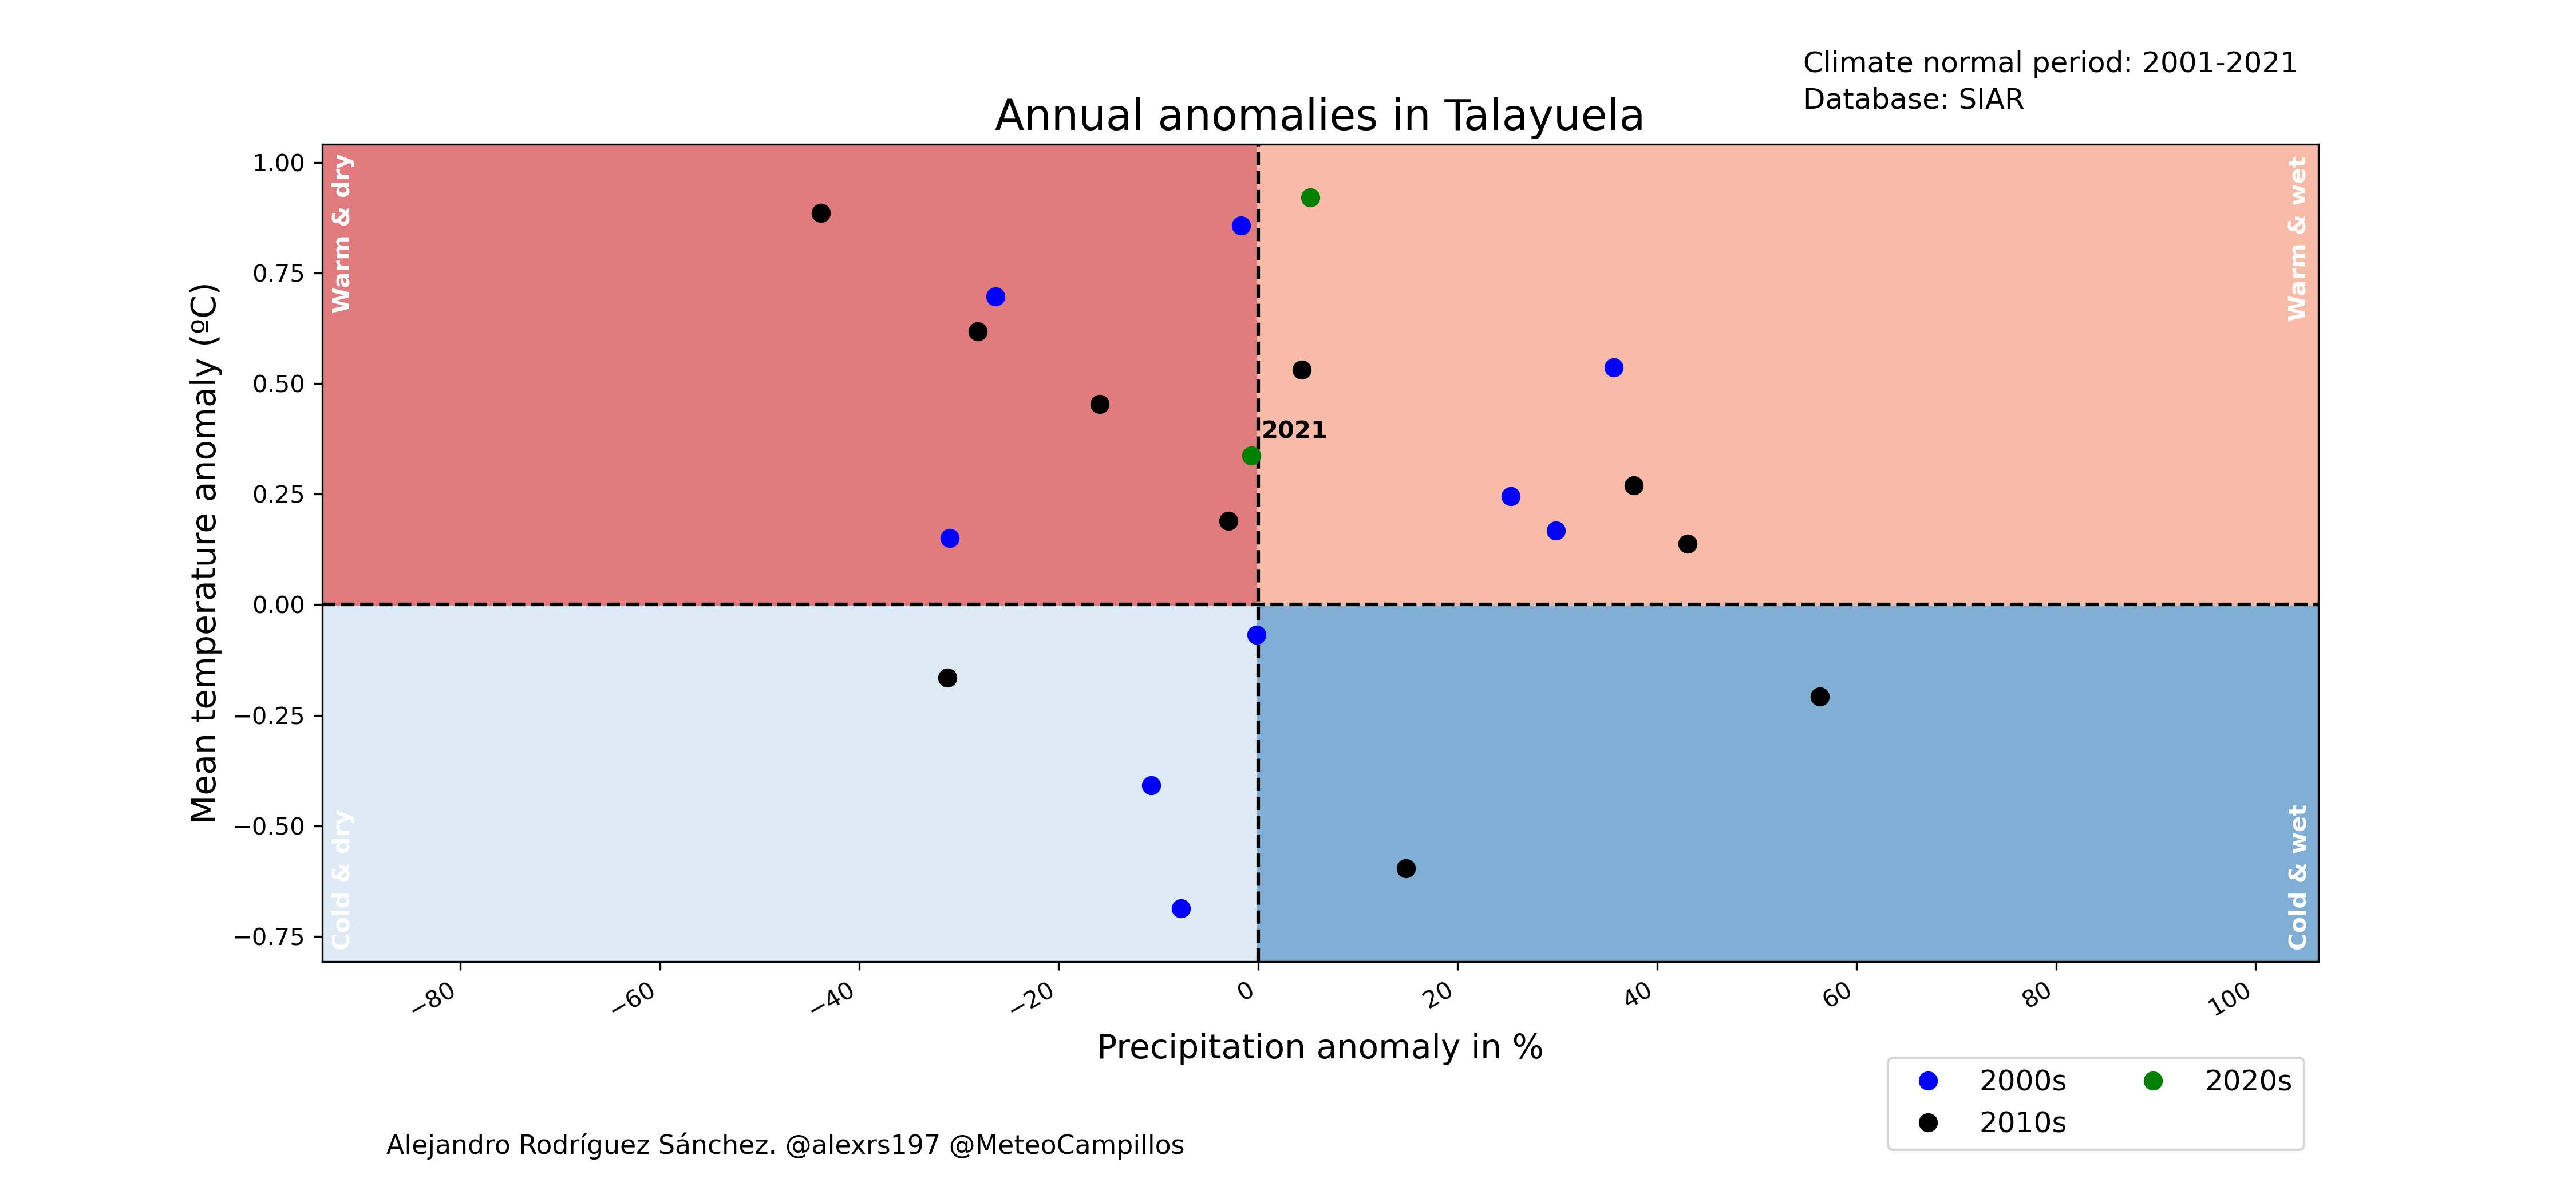 Climate normal period: 2001-2021
Database: SIAR
Annual anomalies in Talayuela
Warm & dry
Warm & wet
Cold & dry
Cold & wet
2021
Mean temperature anomaly (ºC)
1.00
0.75
0.50
0.25
0.00
−0.25
−0.50
−0.75
−80
−60
−40
−20
0
20
40
60
80
100
Precipitation anomaly in %
2000s
2010s
2020s
Alejandro Rodríguez Sánchez. @alexrs197 @MeteoCampillos